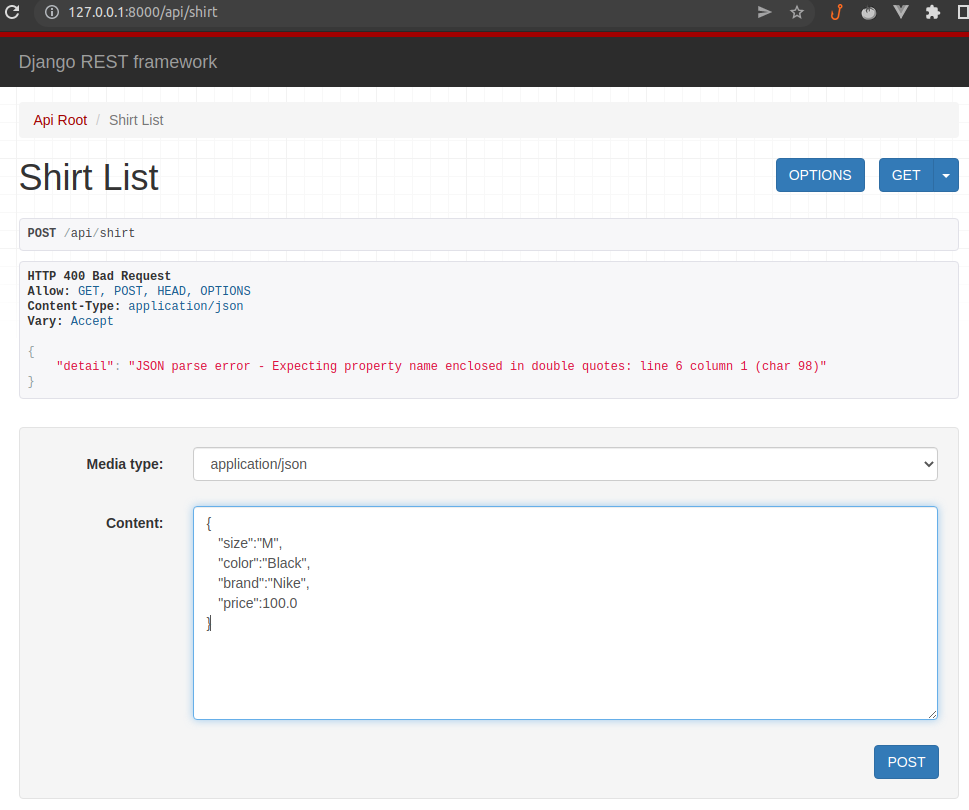 127.0.0.1:8000/api/shirt
Django REST framework
Api Root / Shirt List
Shirt List
OPTIONS GET
POST /api/shirt
HTTP 400 Bad Request
Allow: GET, POST, HEAD, OPTIONS
Content-Type: application/json
Vary: Accept
{
"detail": "JSON parse error - Expecting property name enclosed in double quotes: line 6 column 1 (char 98)"
}
Media type: application/json
Content:
{
"size":"M",
"color":"Black",
"brand":"Nike",
"price":100.0
}
POST